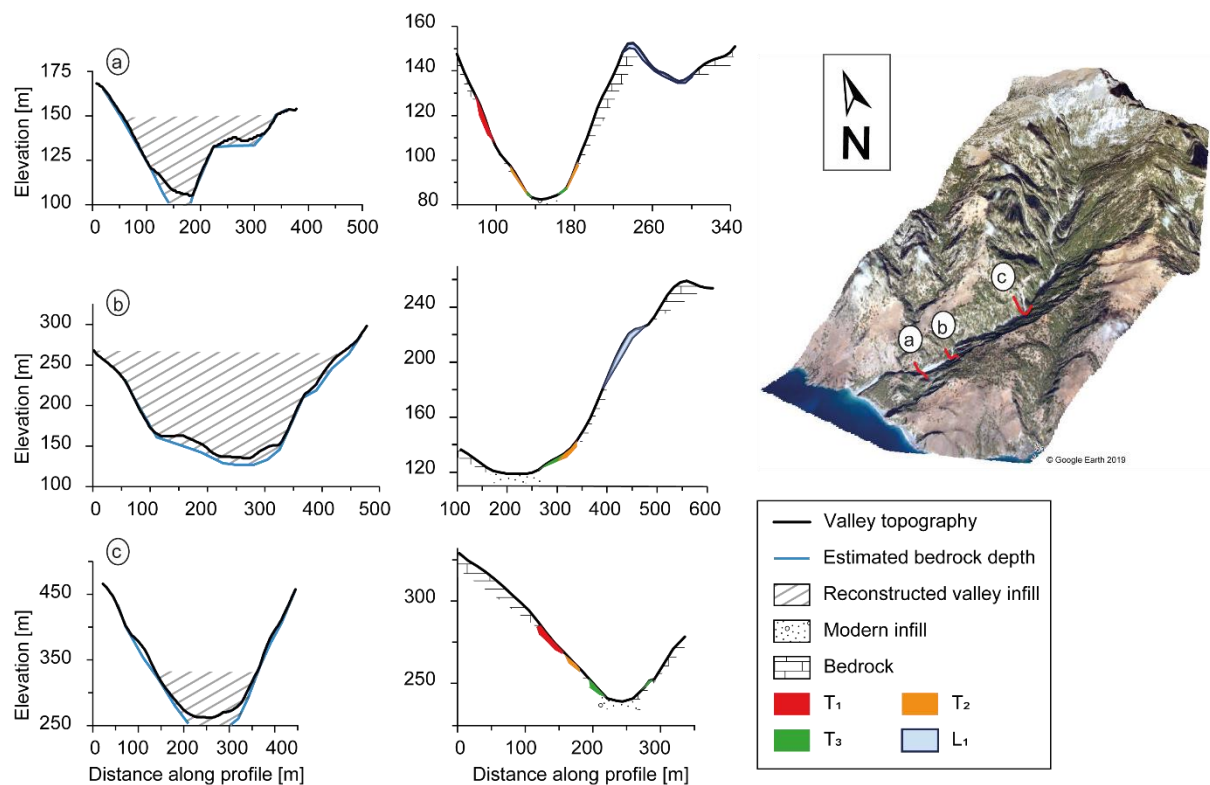 a
175
150
125
100
Elevation [m]
0 100 200 300 400 500
160
140
120
100
80
100 180 260 340
N
a
b
c
© Google Earth 2019
b
300
250
200
150
100
Elevation [m]
0 100 200 300 400 500
240
200
160
120
100 200 300 400 500 600
c
450
350
250
Elevation [m]
0 100 200 300 400
Distance along profile [m]
300
250
0 100 200 300
Distance along profile [m]
Valley topography
Estimated bedrock depth
Reconstructed valley infill
Modern infill
Bedrock
T₁ T₂
T₃ L₁